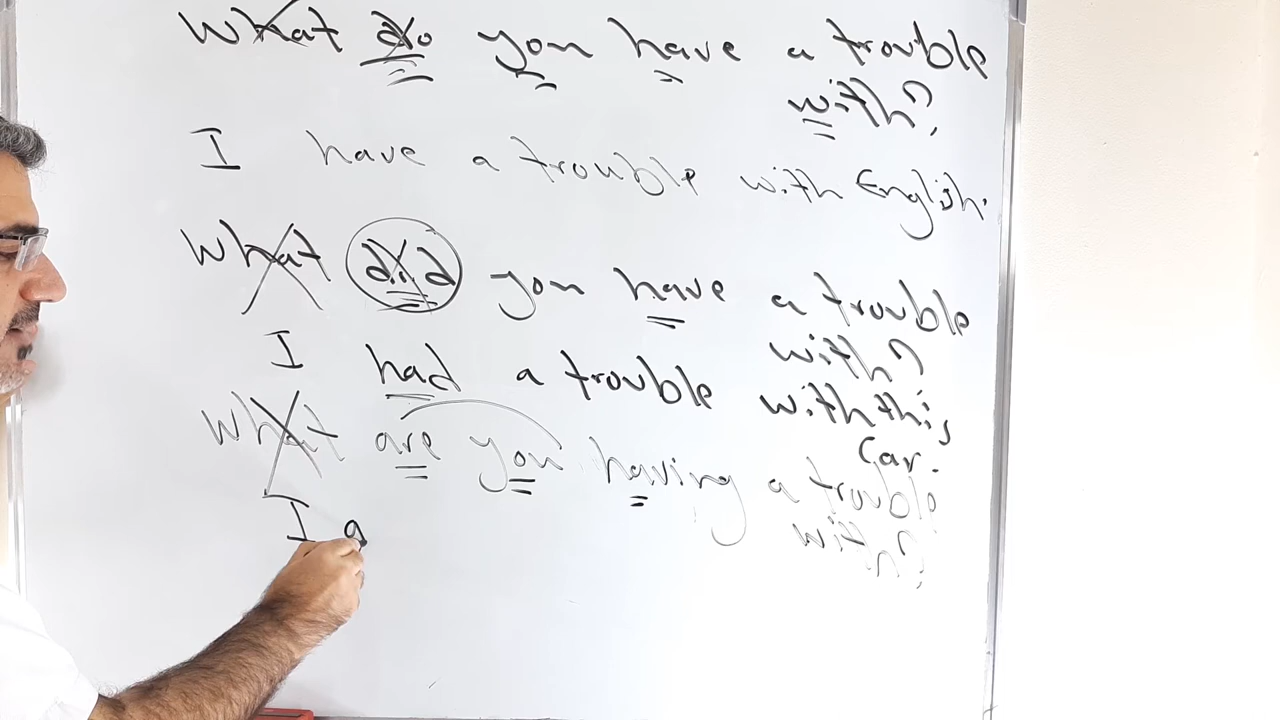 What do you have a trouble
with?
I have a trouble with English.
What did you have a trouble
with?
I had a trouble with this
Car.
What are you having a trouble
with?
I a